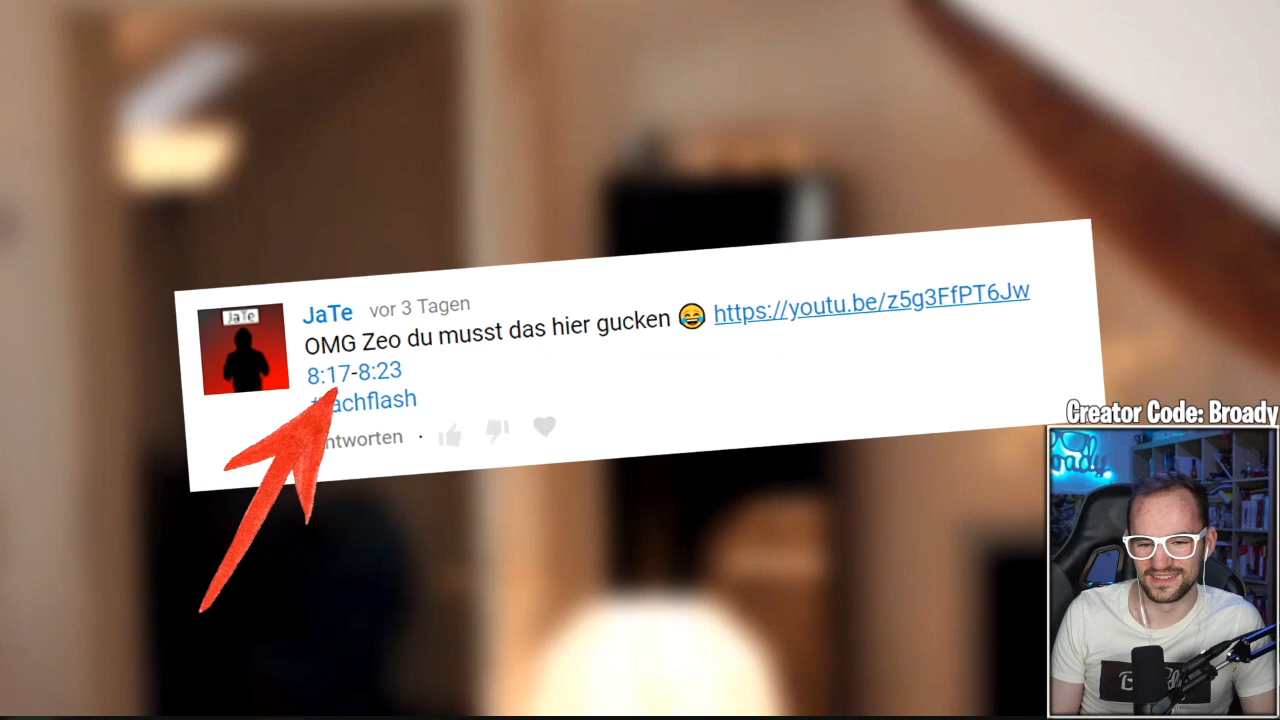 JaTe
JaTe vor 3 Tagen
OMG Zeo du musst das hier gucken 😂 https://youtu.be/z5g3FfPT6Jw
8:17-8:23
achflash
ntworten ·
Creator Code: Broady